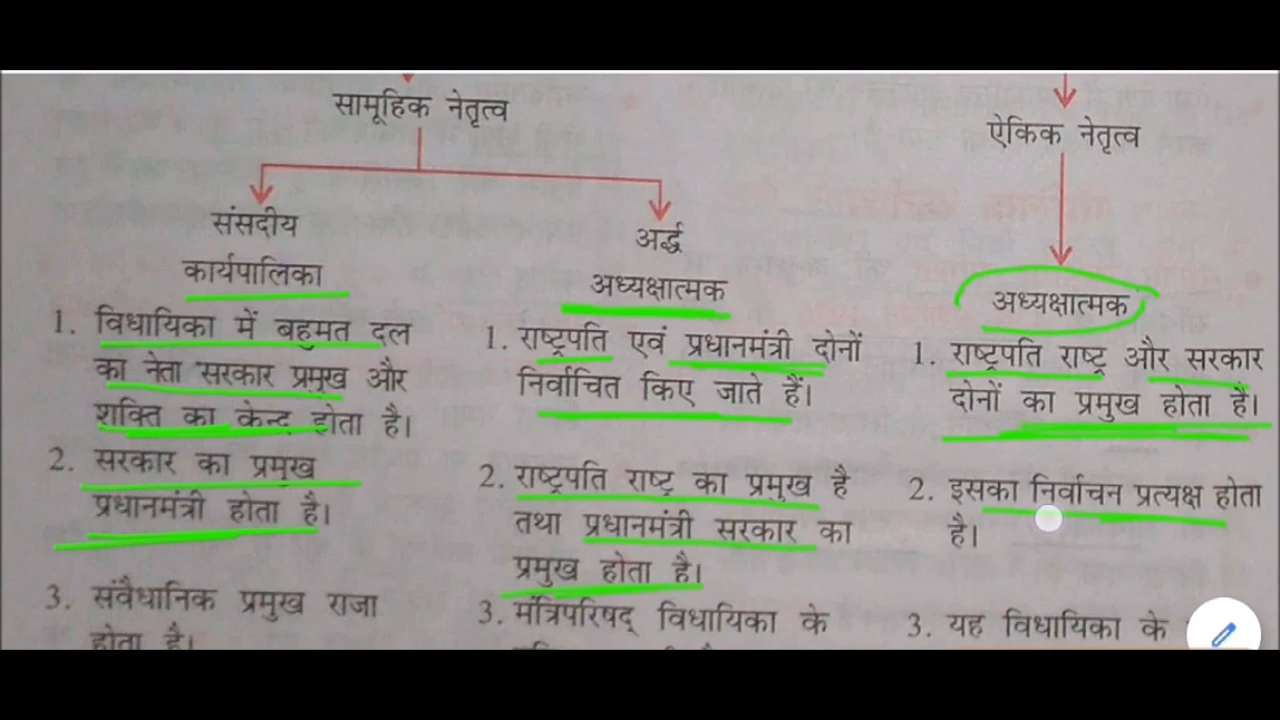 सामूहिक नेतृत्व
ऐकिक नेतृत्व
संसदीय
कार्यपालिका
1. विधायिका में बहुमत दल
का नेता सरकार प्रमुख और
शक्ति का केन्द्र होता है।
2. सरकार का प्रमुख
प्रधानमंत्री होता है।
3. संवैधानिक प्रमुख राजा
होता है।
अर्द्ध
अध्यक्षात्मक
1. राष्ट्रपति एवं प्रधानमंत्री दोनों
निर्वाचित किए जाते हैं।
2. राष्ट्रपति राष्ट्र का प्रमुख है
तथा प्रधानमंत्री सरकार का
प्रमुख होता है।
3. मंत्रिपरिषद् विधायिका के
अध्यक्षात्मक
1. राष्ट्रपति राष्ट्र और सरकार
दोनों का प्रमुख होता है।
2. इसका निर्वाचन प्रत्यक्ष होता
है।
3. यह विधायिका के